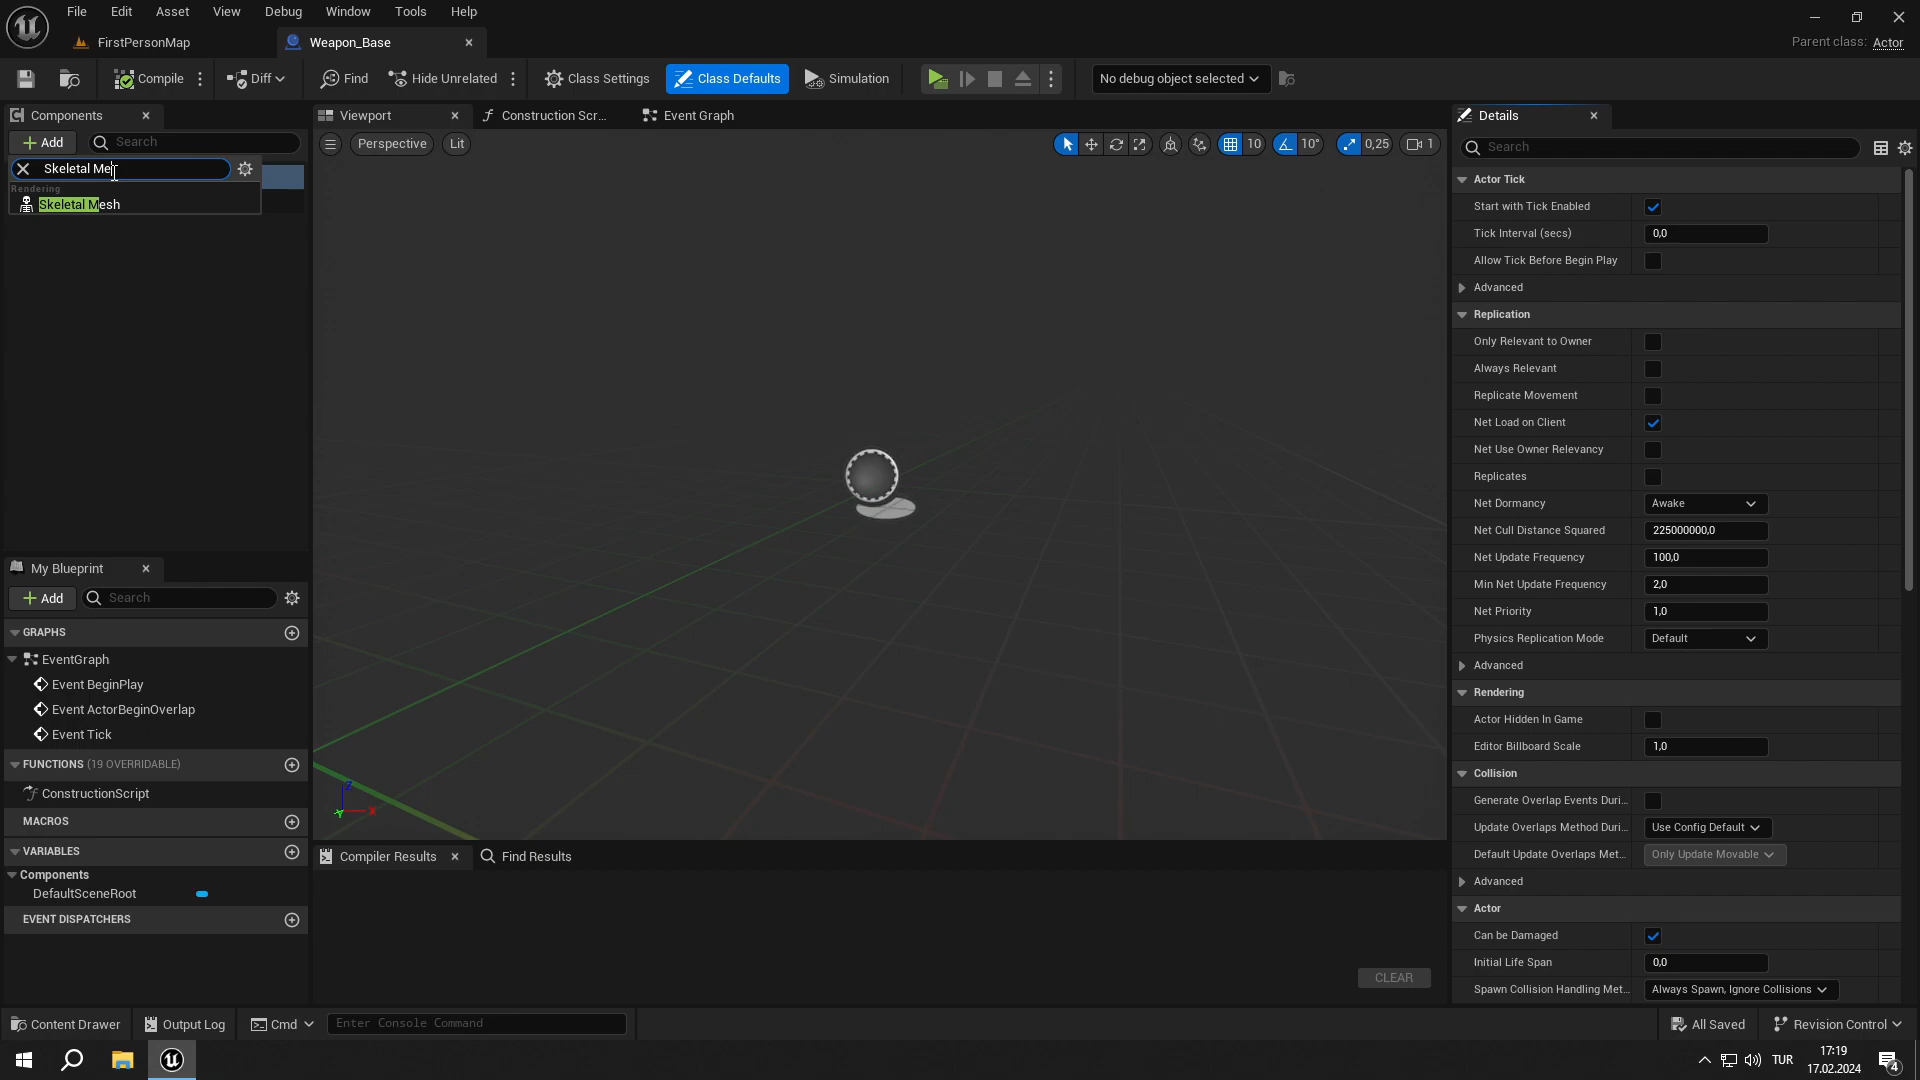 File Edit Asset View Debug Window Tools Help
FirstPersonMap Weapon_Base Parent class: Actor
Compile Diff Find Hide Unrelated Class Settings Class Defaults Simulation No debug object selected
Components Viewport Construction Scr... Event Graph Details
Add Search Perspective Lit 10 10° 0,25 1 Search
Skeletal Me
Rendering
Skeletal Mesh
Actor Tick
Start with Tick Enabled
Tick Interval (secs) 0,0
Allow Tick Before Begin Play
Advanced
Replication
Only Relevant to Owner
Always Relevant
Replicate Movement
Net Load on Client
Net Use Owner Relevancy
Replicates
Net Dormancy Awake
Net Cull Distance Squared 225000000,0
Net Update Frequency 100,0
Min Net Update Frequency 2,0
Net Priority 1,0
Physics Replication Mode Default
Advanced
Rendering
Actor Hidden In Game
Editor Billboard Scale 1,0
Collision
Generate Overlap Events Duri...
Update Overlaps Method Duri... Use Config Default
Default Update Overlaps Met... Only Update Movable
Advanced
Actor
Can be Damaged
Initial Life Span 0,0
Spawn Collision Handling Met... Always Spawn, Ignore Collisions
My Blueprint
Add Search
GRAPHS
EventGraph
Event BeginPlay
Event ActorBeginOverlap
Event Tick
FUNCTIONS (19 OVERRIDABLE)
ConstructionScript
MACROS
VARIABLES
Components
DefaultSceneRoot
EVENT DISPATCHERS
Z
X
Y
Compiler Results Find Results
CLEAR
Content Drawer Output Log Cmd Enter Console Command All Saved Revision Control
TUR 17:19
17.02.2024 4